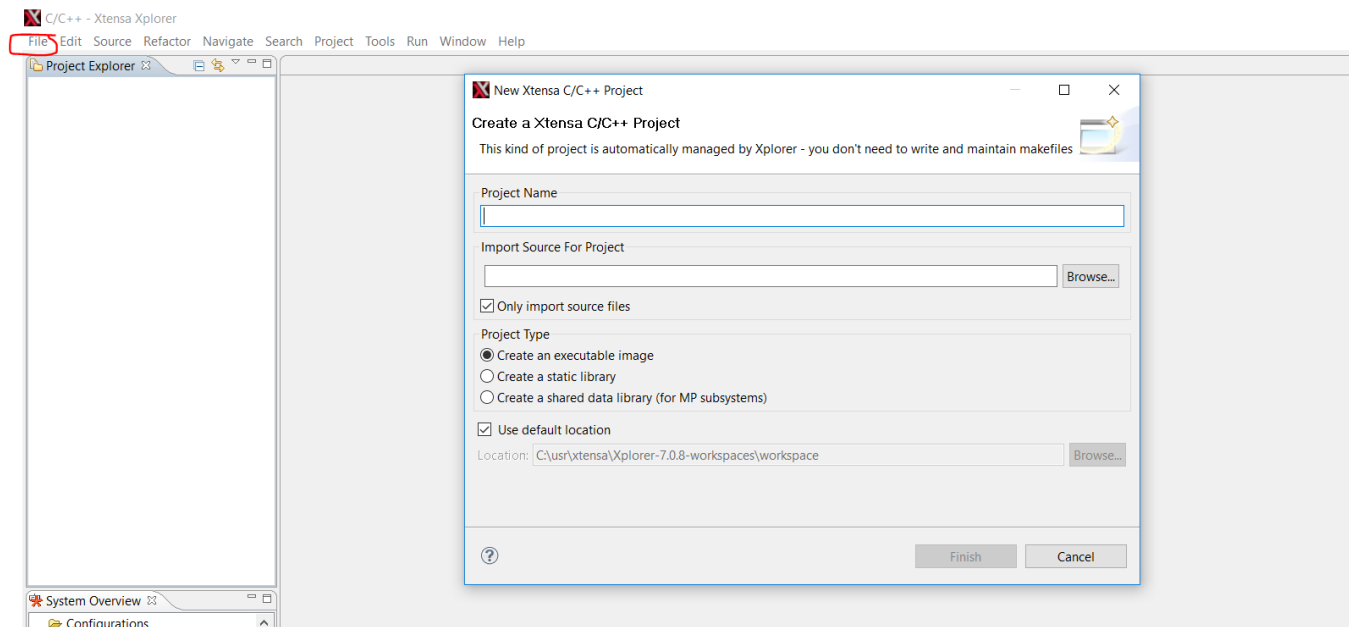 C/C++ - Xtensa Xplorer
File Edit Source Refactor Navigate Search Project Tools Run Window Help
Project Explorer
New Xtensa C/C++ Project
Create a Xtensa C/C++ Project
This kind of project is automatically managed by Xplorer - you don't need to write and maintain makefiles
Project Name
Import Source For Project
Browse...
Only import source files
Project Type
Create an executable image
Create a static library
Create a shared data library (for MP subsystems)
Use default location
Location: C:\usr\xtensa\Xplorer-7.0.8-workspaces\workspace Browse...
? Finish Cancel
System Overview
Configurations